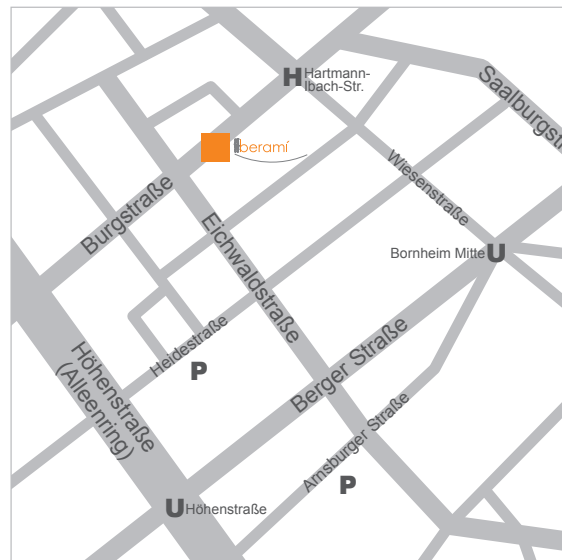 H Hartmann-
Ibach-Str.
Saalburgstr
iberamí
Wiesenstraße
Burgstraße
Eichwaldstraße
Bornheim Mitte U
Heidestraße
P
Höhenstraße
(Alleenring)
Berger Straße
Arnsburger Straße
P
U Höhenstraße